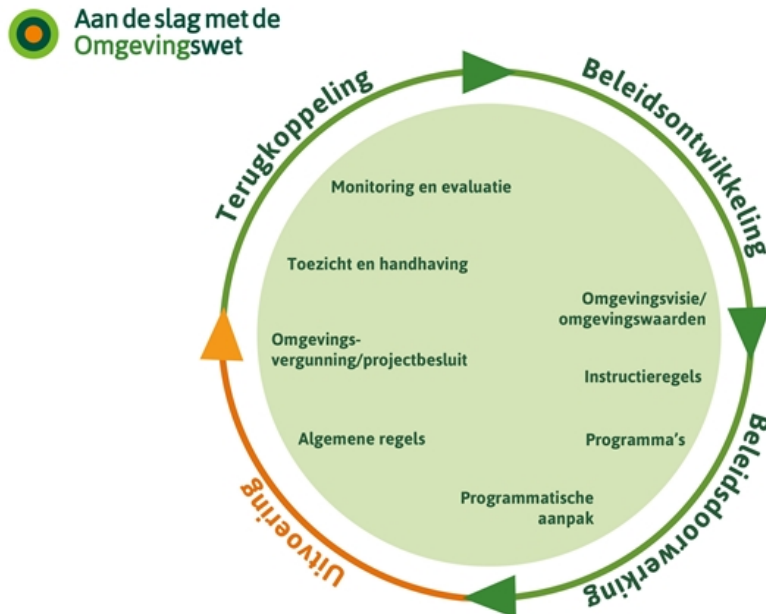 Aan de slag met de
Omgevingswet
Terugkoppeling
Beleidsontwikkeling
Monitoring en evaluatie
Toezicht en handhaving
Omgevingsvisie/
omgevingswaarden
Omgevings-
vergunning/projectbesluit
Instructieregels
Algemene regels
Programma's
Programmatische
aanpak
Uitvoering
Beleidsdoorwerking